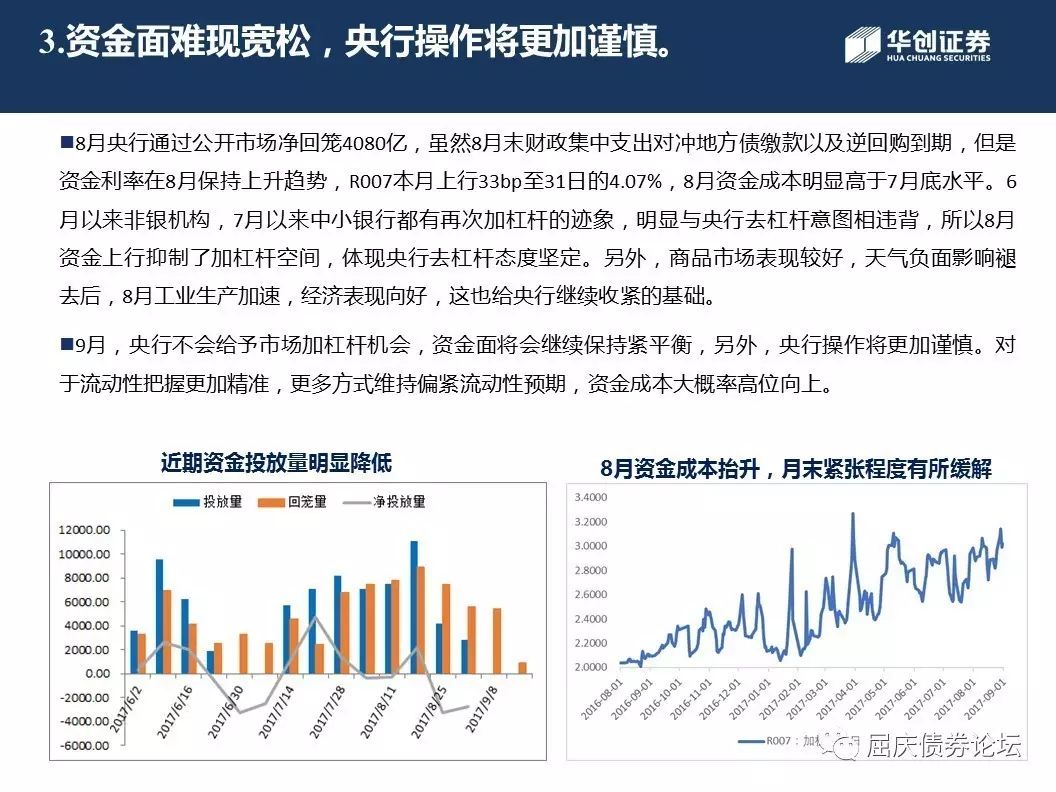 3.资金面难现宽松，央行操作将更加谨慎。
华创证券
HUA CHUANG SECURITIES
■8月央行通过公开市场净回笼4080亿，虽然8月末财政集中支出对冲地方债缴款以及逆回购到期，但是
资金利率在8月保持上升趋势，R007本月上行33bp至31日的4.07%，8月资金成本明显高于7月底水平。6
月以来非银机构，7月以来中小银行都有再次加杠杆的迹象，明显与央行去杠杆意图相违背，所以8月
资金上行抑制了加杠杆空间，体现央行去杠杆态度坚定。另外，商品市场表现较好，天气负面影响褪
去后，8月工业生产加速，经济表现向好，这也给央行继续收紧的基础。
■9月，央行不会给予市场加杠杆机会，资金面将会继续保持紧平衡，另外，央行操作将更加谨慎。对
于流动性把握更加精准，更多方式维持偏紧流动性预期，资金成本大概率高位向上。
近期资金投放量明显降低
投放量 回笼量 净投放量
12000.00
10000.00
8000.00
6000.00
4000.00
2000.00
0.00
-2000.00
-4000.00
-6000.00
2017/6/2
2017/6/16
2017/6/30
2017/7/14
2017/7/28
2017/8/11
2017/8/25
2017/9/8
8月资金成本抬升，月末紧张程度有所缓解
3.4000
3.2000
3.0000
2.8000
2.6000
2.4000
2.2000
2.0000
2016-08-01
2016-09-01
2016-10-01
2016-11-01
2016-12-01
2017-01-01
2017-02-01
2017-03-01
2017-04-01
2017-05-01
2017-06-01
2017-07-01
2017-08-01
2017-09-01
R007：加
屈庆债券论坛